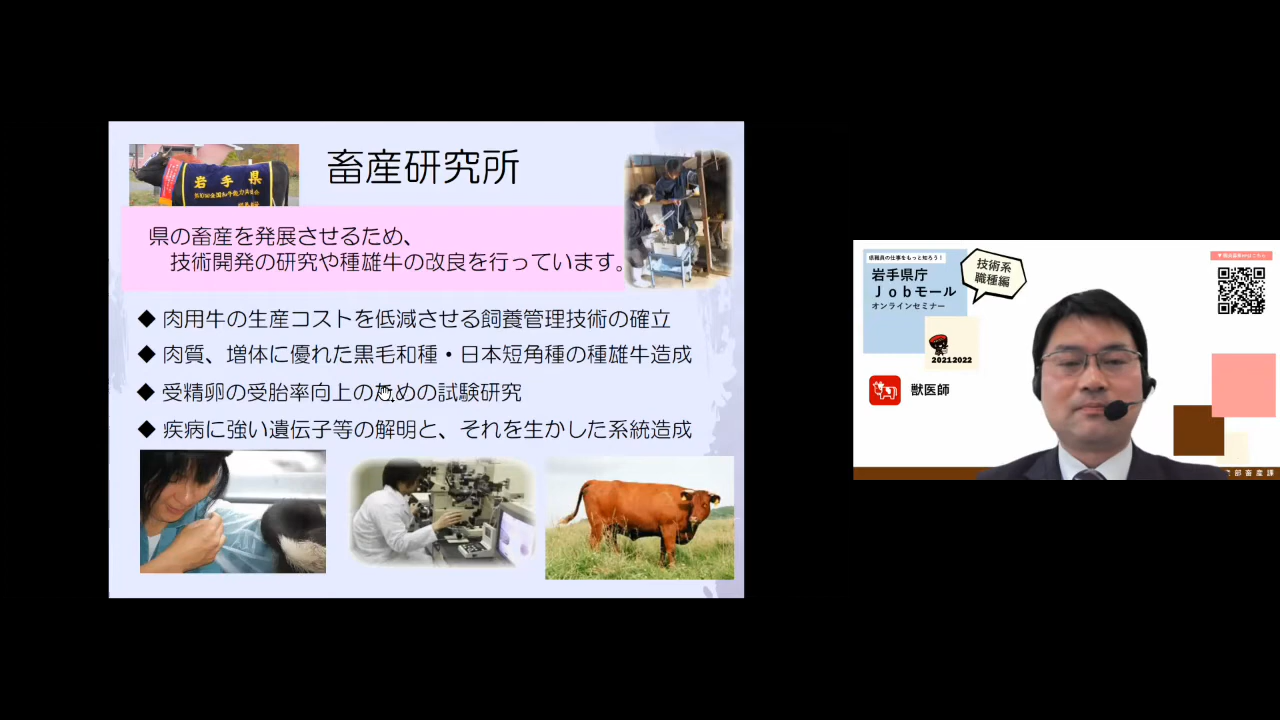 畜産研究所
岩手県
県の畜産を発展させるため、
技術開発の研究や種雄牛の改良を行っています。
◆ 肉用牛の生産コストを低減させる飼養管理技術の確立
◆ 肉質、増体に優れた黒毛和種・日本短角種の種雄牛造成
◆ 受精卵の受胎率向上のための試験研究
◆ 疾病に強い遺伝子等の解明と、それを生かした系統造成
県職員の仕事をもっと知ろう！
岩手県庁
Ｊｏｂモール
オンラインセミナー
技術系
職種編
2021.2022
獣医師
部畜産課